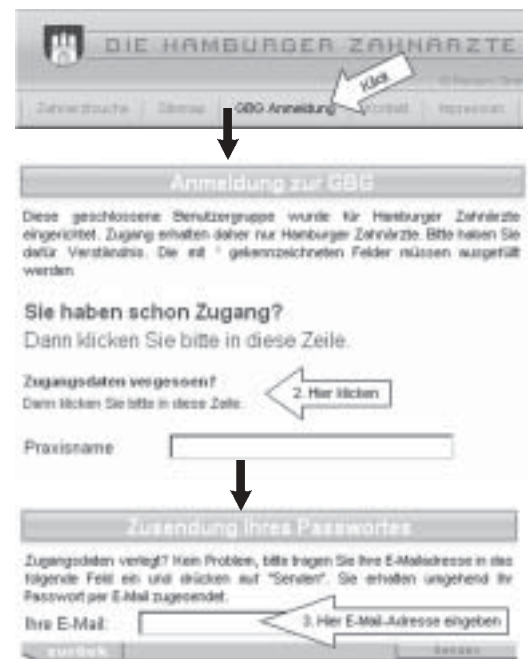 DIE HAMBURGER ZAHNÄRZTE
Klick
Zahnarztsuche Sitemap GBG Anmeldung Kontakt Impressum
Anmeldung zur GBG
Diese geschlossene Benutzergruppe wurde für Hamburger Zahnärzte
eingerichtet. Zugang erhalten daher nur Hamburger Zahnärzte. Bitte haben Sie
dafür Verständnis. Die mit * gekennzeichneten Felder müssen ausgefüllt
werden
Sie haben schon Zugang?
Dann klicken Sie bitte in diese Zeile.
Zugangsdaten vergessen?
Dann klicken Sie bitte in diese Zeile.
2. Hier klicken
Praxisname
Zusendung Ihres Passwortes
Zugangsdaten verlegt? Kein Problem, bitte tragen Sie Ihre E-Mailadresse in das
folgende Feld ein und drücken auf "Senden". Sie erhalten umgehend Ihr
Passwort per E-Mail zugesendet.
Ihre E-Mail:
3. Hier E-Mail-Adresse eingeben
zurück Senden